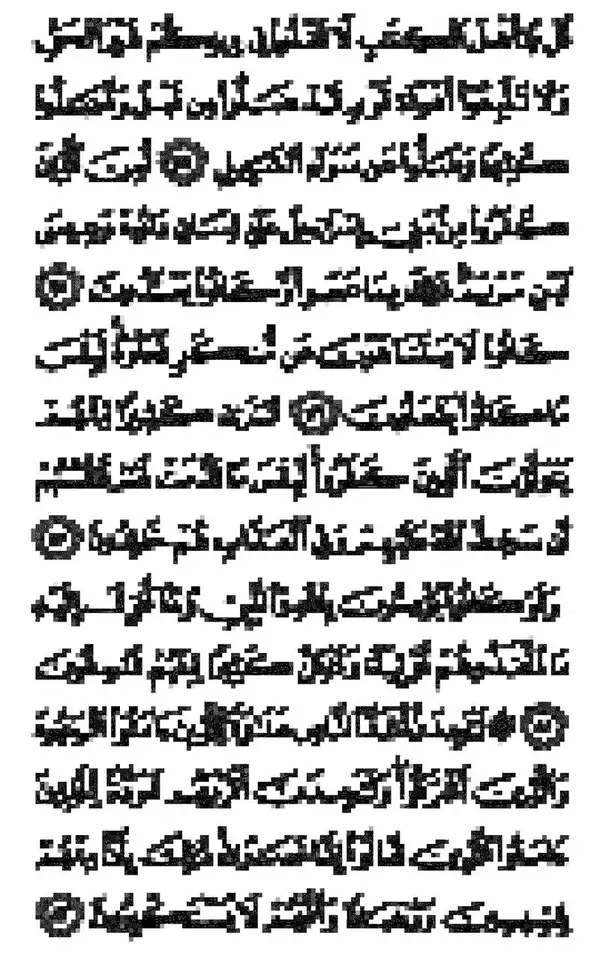 قل يا أهل الكتاب لا تغلوا في دينكم غير الحق
ولا تتبعوا أهواء قوم قد ضلوا من قبل وأضلوا
كثيرا وضلوا عن سواء السبيل لعن الذين
كفروا من بني إسرائيل على لسان داوود وعيسى
ابن مريم ذلك بما عصوا وكانوا يعتدون
كانوا لا يتناهون عن منكر فعلوه لبئس
ما كانوا يفعلون ترى كثيرا منهم
يتولون الذين كفروا لبئس ما قدمت لهم أنفسهم
أن سخط الله عليهم وفي العذاب هم خالدون
ولو كانوا يؤمنون بالله والنبي وما أنزل إليه
ما اتخذوهم أولياء ولكن كثيرا منهم فاسقون
لتجدن أشد الناس عداوة للذين آمنوا اليهود
والذين أشركوا ولتجدن أقربهم مودة للذين
آمنوا الذين قالوا إنا نصارى ذلك بأن منهم
قسيسين ورهبانا وأنهم لا يستكبرون